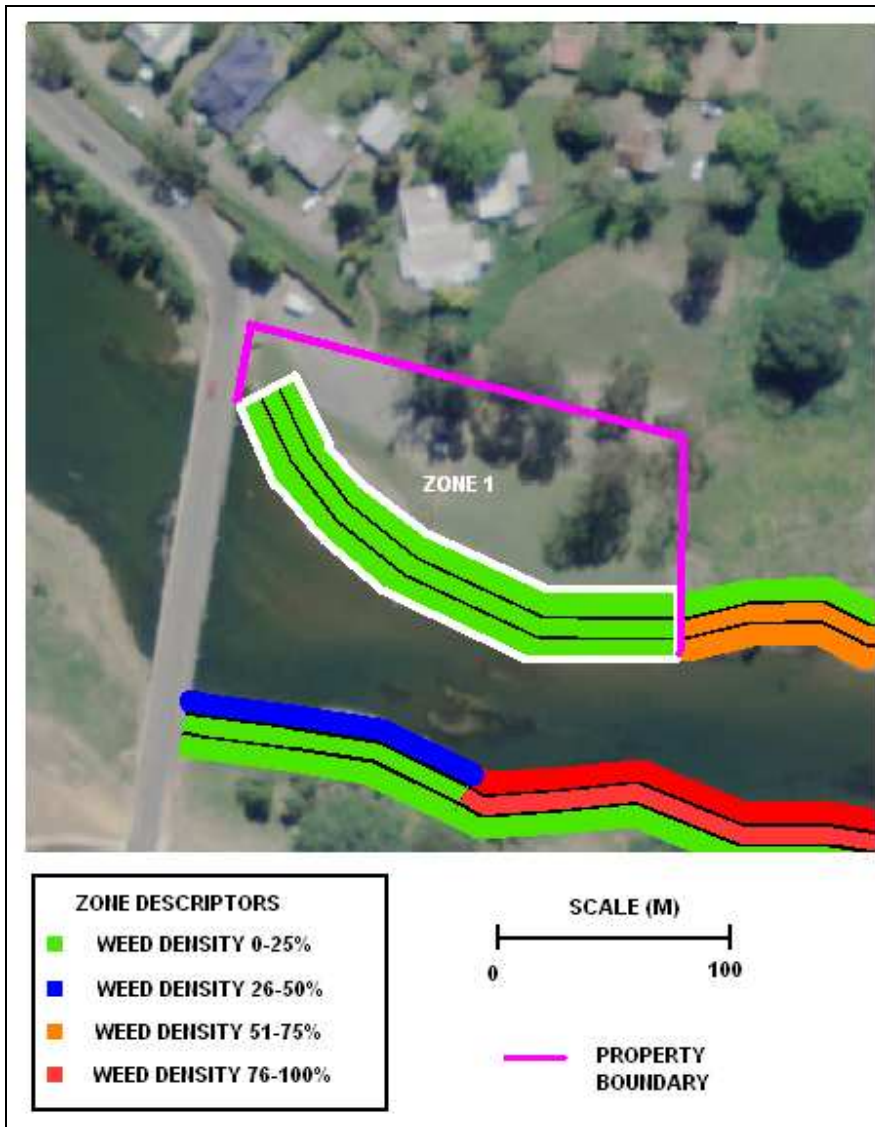 ZONE 1
ZONE DESCRIPTORS
WEED DENSITY 0-25%
WEED DENSITY 26-50%
WEED DENSITY 51-75%
WEED DENSITY 76-100%
SCALE (M)
0 100
PROPERTY
BOUNDARY